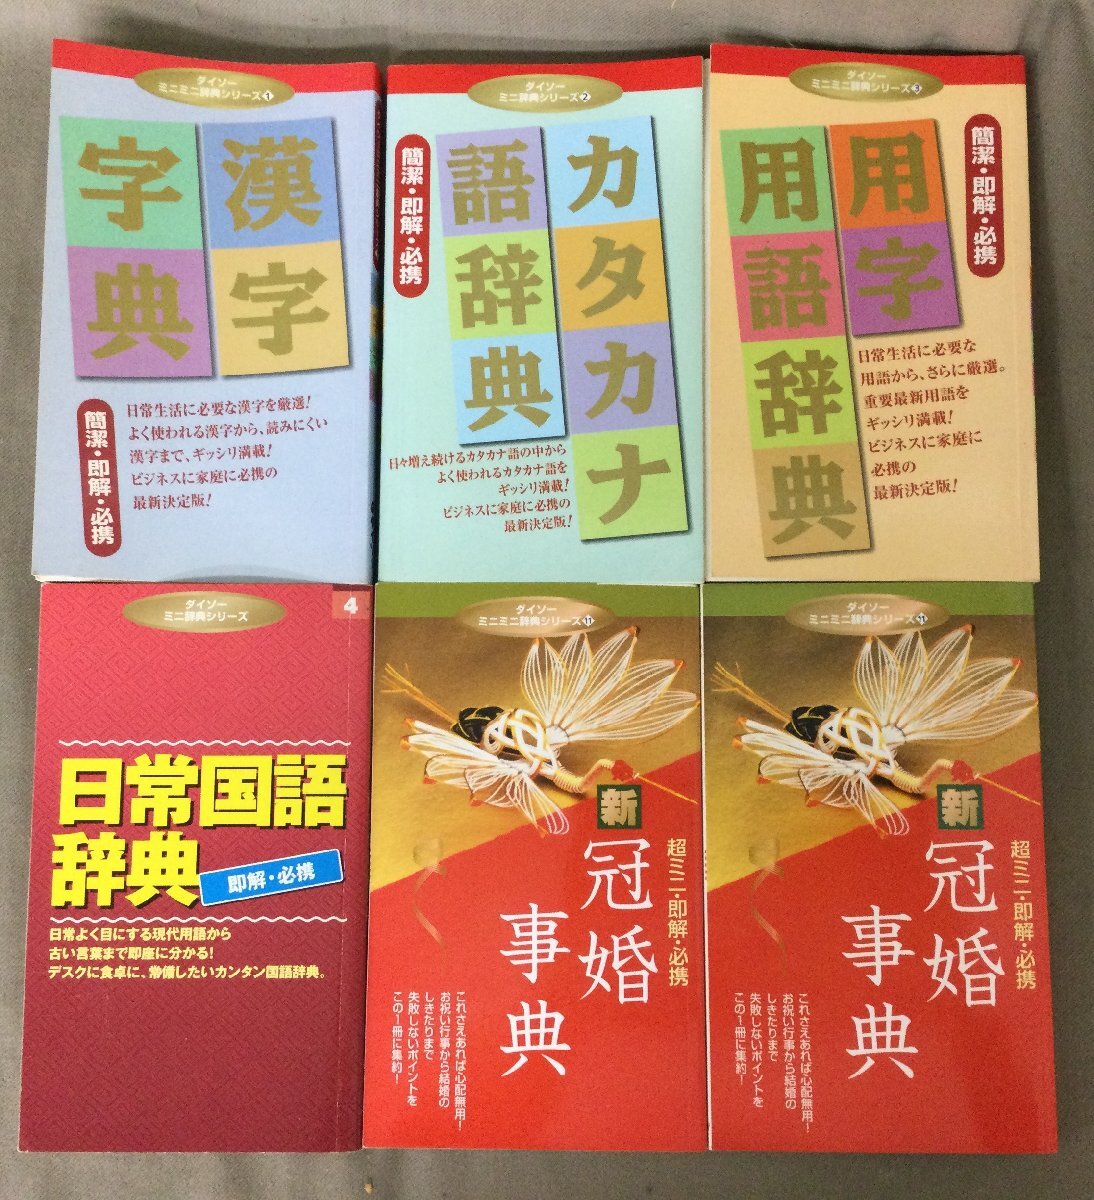 ダイソー
ミニミニ辞典シリーズ①
漢字
字典
簡潔・即解・必携
日常生活に必要な漢字を厳選！
よく使われる漢字から、読みにくい
漢字まで、ギッシリ満載！
ビジネスに家庭に必携の
最新決定版！
ダイソー
ミニミニ辞典シリーズ②
カタカナ
語辞典
簡潔・即解・必携
日々増え続けるカタカナ語の中から
よく使われるカタカナ語を
ギッシリ満載！
ビジネスに家庭に必携の
最新決定版！
ダイソー
ミニミニ辞典シリーズ③
簡潔・即解・必携
用字
用語辞典
日常生活に必要な
用語から、さらに厳選。
重要最新用語を
ギッシリ満載！
ビジネスに家庭に
必携の
最新決定版！
ダイソー
ミニ辞典シリーズ
4
日常国語
辞典
即解・必携
日常よく目にする現代用語から
古い言葉まで即座に分かる！
デスクに食卓に、常備したいカンタン国語辞典。
ダイソー
ミニミニ辞典シリーズ⑪
超ミニ・即解・必携
新
冠婚
事典
これさえあれば心配無用！
お祝い行事から結婚の
しきたりまで
失敗しないポイントを
この1冊に集約！
ダイソー
ミニミニ辞典シリーズ⑪
超ミニ・即解・必携
新
冠婚
事典
これさえあれば心配無用！
お祝い行事から結婚の
しきたりまで
失敗しないポイントを
この1冊に集約！